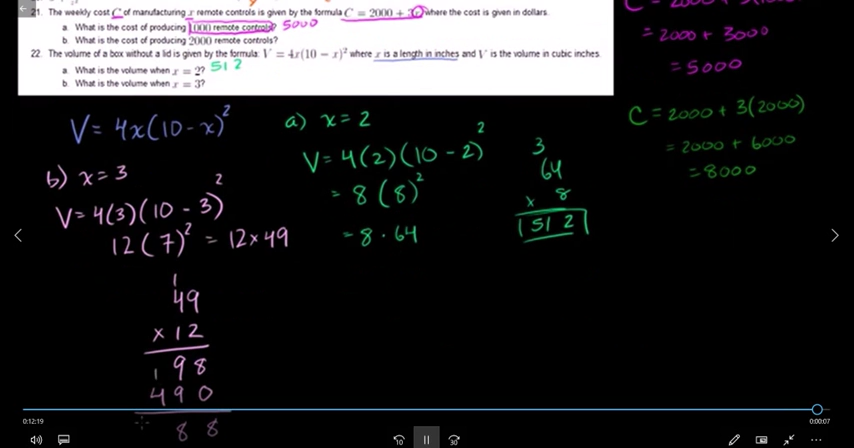 21. The weekly cost C of manufacturing x remote controls is given by the formula C = 2000 + 3x, where the cost is given in dollars.
a. What is the cost of producing 1000 remote controls? 5000
b. What is the cost of producing 2000 remote controls?
22. The volume of a box without a lid is given by the formula: V = 4x(10 − x)² where x is a length in inches and V is the volume in cubic inches.
a. What is the volume when x = 2? 512
b. What is the volume when x = 3?
= 2000 + 3000
= 5000
C = 2000 + 3(2000)
= 2000 + 6000
= 8000
V = 4x(10 - x)²
a) x = 2
V = 4(2)(10 - 2)²
= 8(8)²
= 8 · 64
3
64
x 8
512
b) x = 3
V = 4(3)(10 - 3)²
12(7)² = 12 x 49
1
49
x 12
198
490
88
0:12:19
0:00:07
10
30